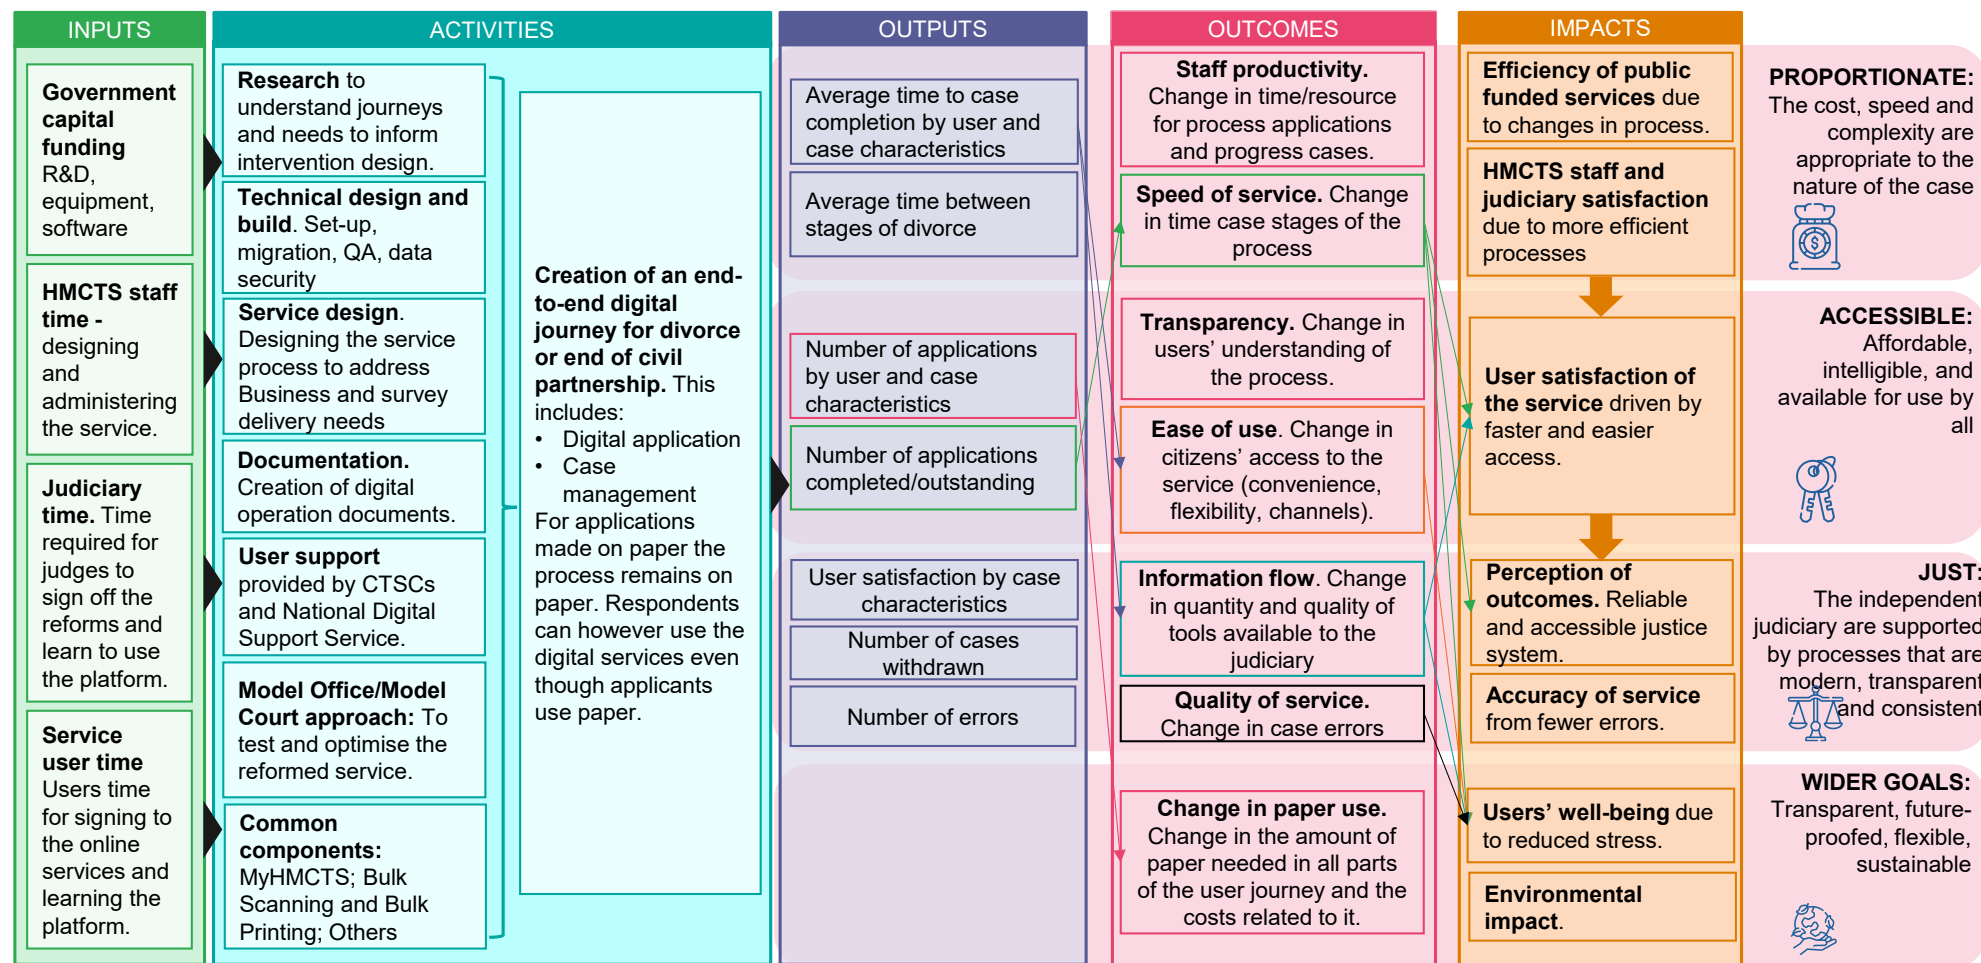 INPUTS
Government
capital
funding
R&D,
equipment,
software
HMCTS staff
time -
designing
and
administering
the service.
Judiciary
time. Time
required for
judges to
sign off the
reforms and
learn to use
the platform.
Service
user time
Users time
for signing to
the online
services and
learning the
platform.
ACTIVITIES
Research to
understand journeys
and needs to inform
intervention design.
Technical design and
build. Set-up,
migration, QA, data
security
Service design.
Designing the service
process to address
Business and survey
delivery needs
Documentation.
Creation of digital
operation documents.
User support
provided by CTSCs
and National Digital
Support Service.
Model Office/Model
Court approach: To
test and optimise the
reformed service.
Common
components:
MyHMCTS; Bulk
Scanning and Bulk
Printing; Others
Creation of an end-
to-end digital
journey for divorce
or end of civil
partnership. This
includes:
• Digital application
• Case
management
For applications
made on paper the
process remains on
paper. Respondents
can however use the
digital services even
though applicants
use paper.
OUTPUTS
Average time to case
completion by user and
case characteristics
Average time between
stages of divorce
Number of applications
by user and case
characteristics
Number of applications
completed/outstanding
User satisfaction by case
characteristics
Number of cases
withdrawn
Number of errors
OUTCOMES
Staff productivity.
Change in time/resource
for process applications
and progress cases.
Speed of service. Change
in time case stages of the
process
Transparency. Change in
users' understanding of
the process.
Ease of use. Change in
citizens' access to the
service (convenience,
flexibility, channels).
Information flow. Change
in quantity and quality of
tools available to the
judiciary
Quality of service.
Change in case errors
Change in paper use.
Change in the amount of
paper needed in all parts
of the user journey and the
costs related to it.
IMPACTS
Efficiency of public
funded services due
to changes in process.
HMCTS staff and
judiciary satisfaction
due to more efficient
processes
User satisfaction of
the service driven by
faster and easier
access.
Perception of
outcomes. Reliable
and accessible justice
system.
Accuracy of service
from fewer errors.
Users' well-being due
to reduced stress.
Environmental
impact.
PROPORTIONATE:
The cost, speed and
complexity are
appropriate to the
nature of the case
ACCESSIBLE:
Affordable,
intelligible, and
available for use by
all
JUST:
The independent
judiciary are supported
by processes that are
modern, transparent
and consistent
WIDER GOALS:
Transparent, future-
proofed, flexible,
sustainable